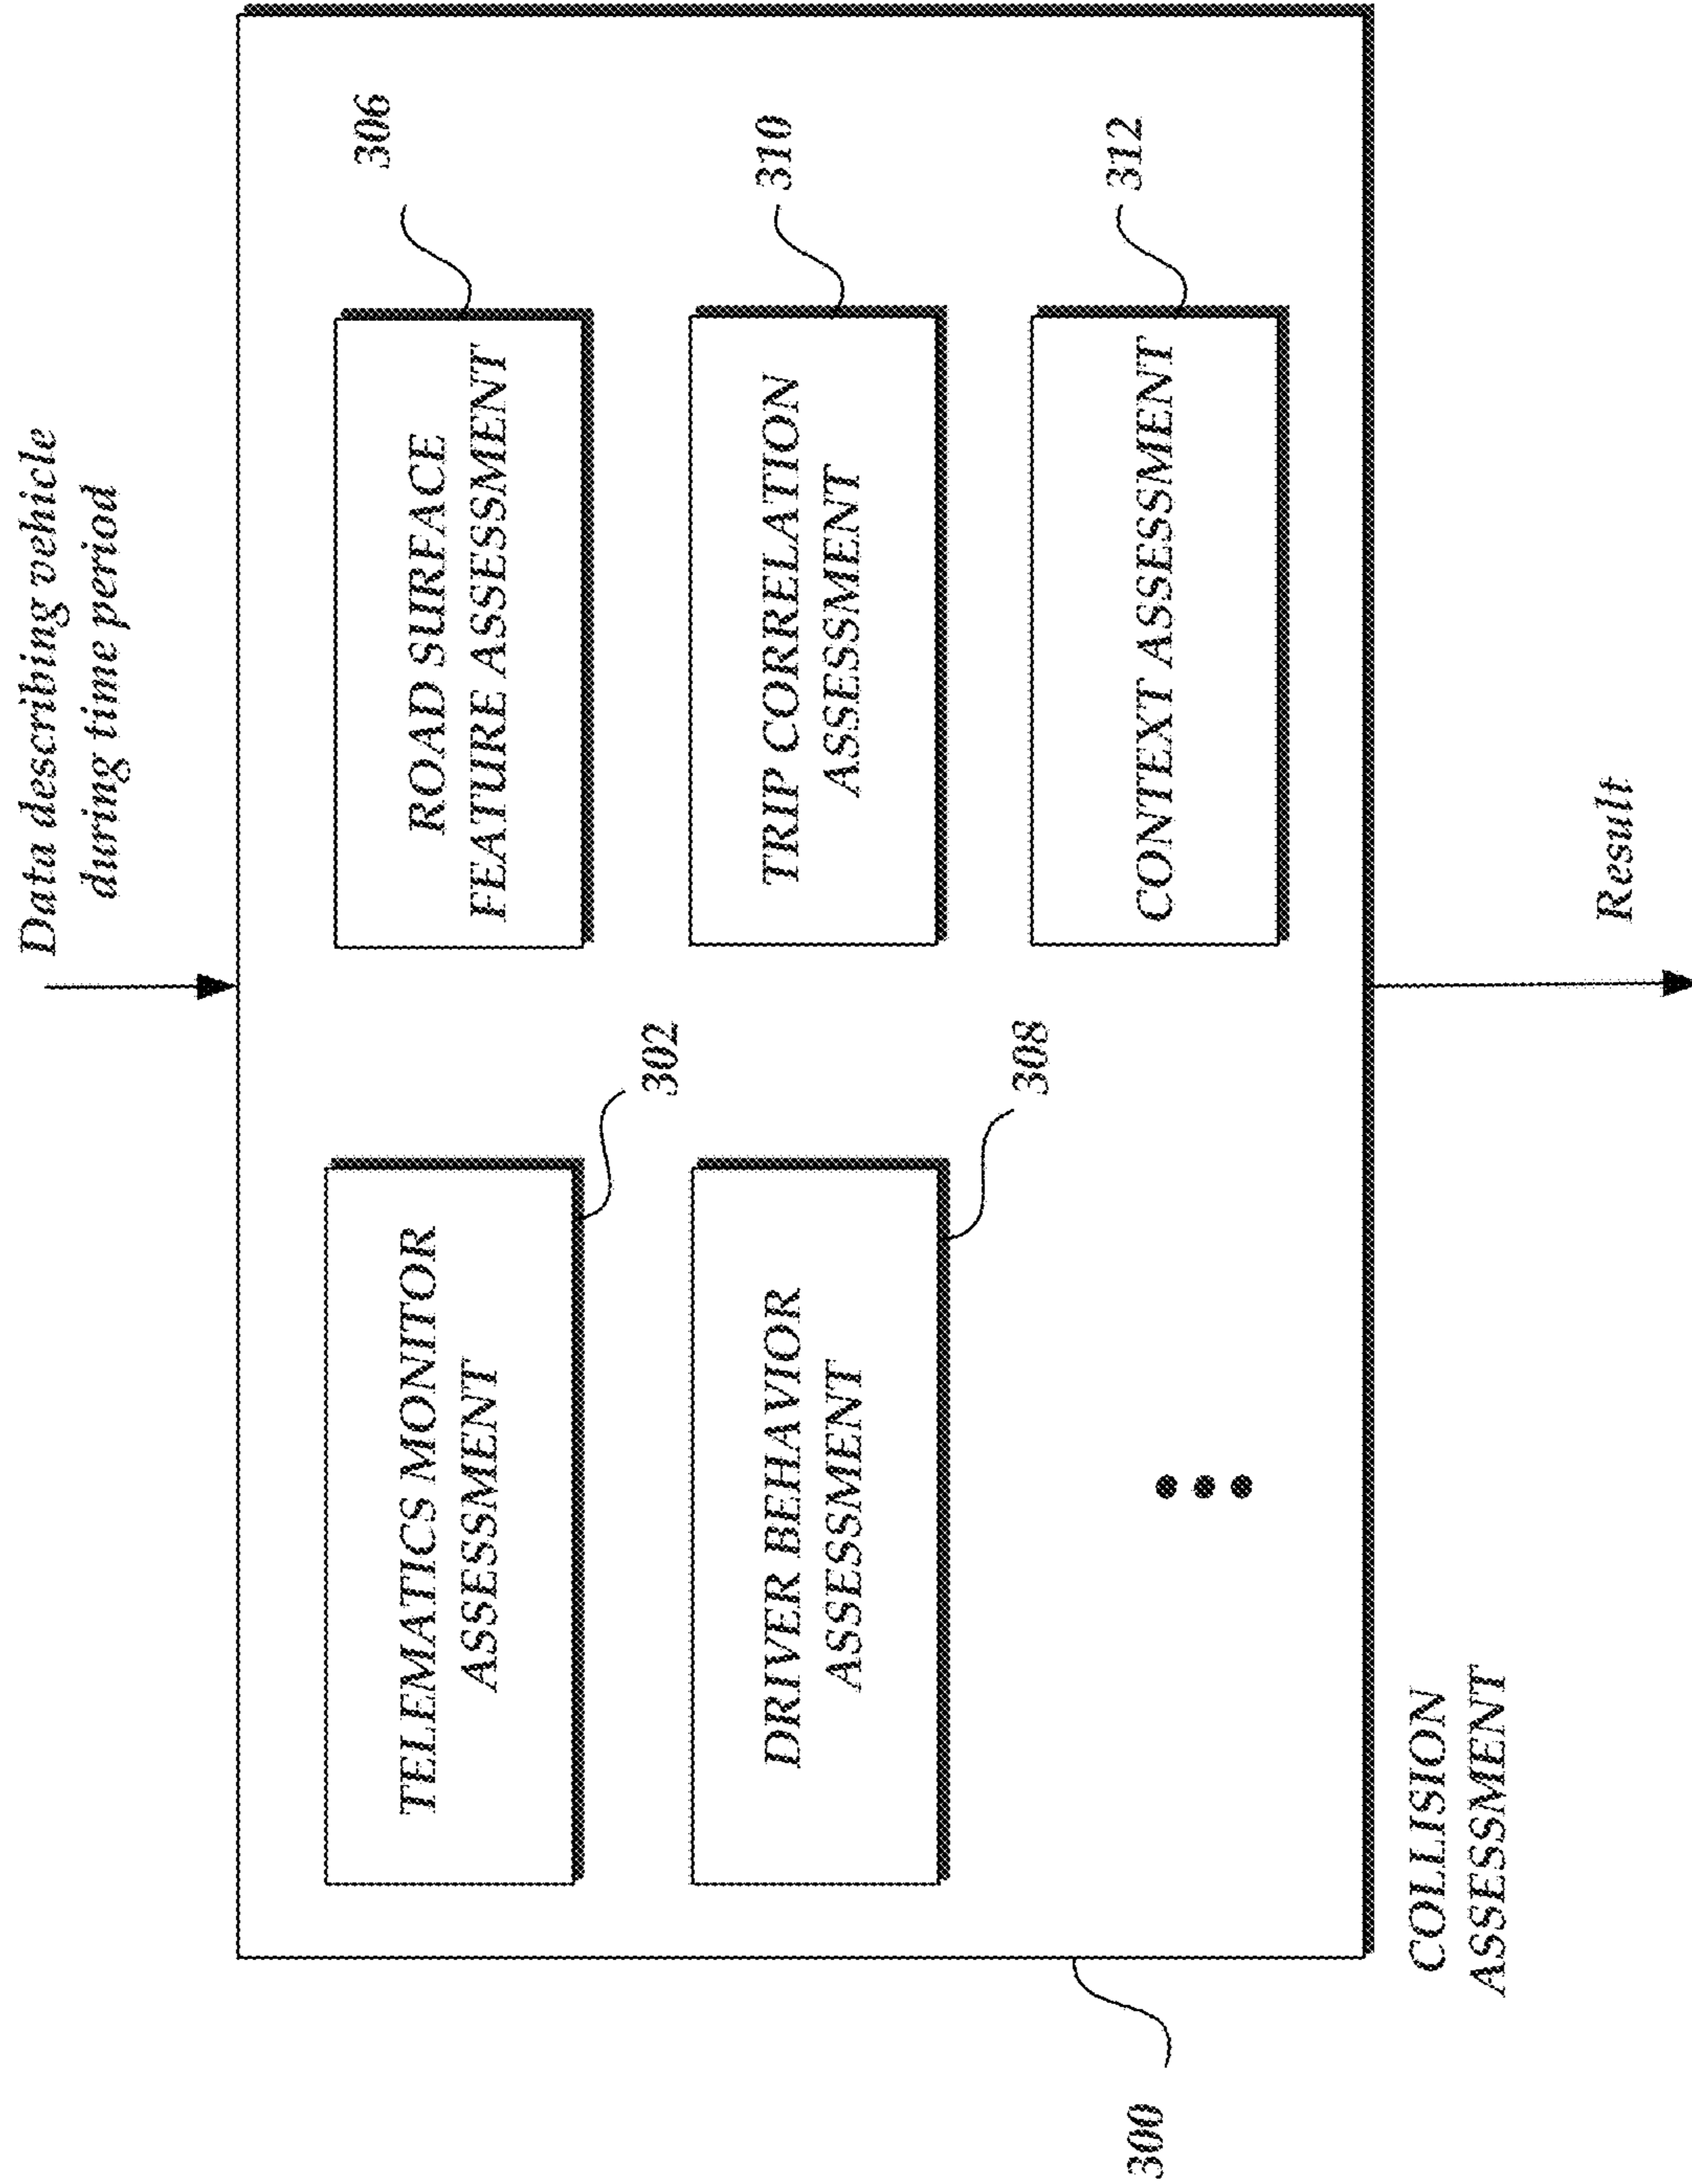 Data describing vehicle
during time period
306
ROAD SURFACE
FEATURE ASSESSMENT
302
TELEMATICS MONITOR
ASSESSMENT
310
TRIP CORRELATION
ASSESSMENT
308
DRIVER BEHAVIOR
ASSESSMENT
312
CONTEXT ASSESSMENT
300
COLLISION
ASSESSMENT
Result